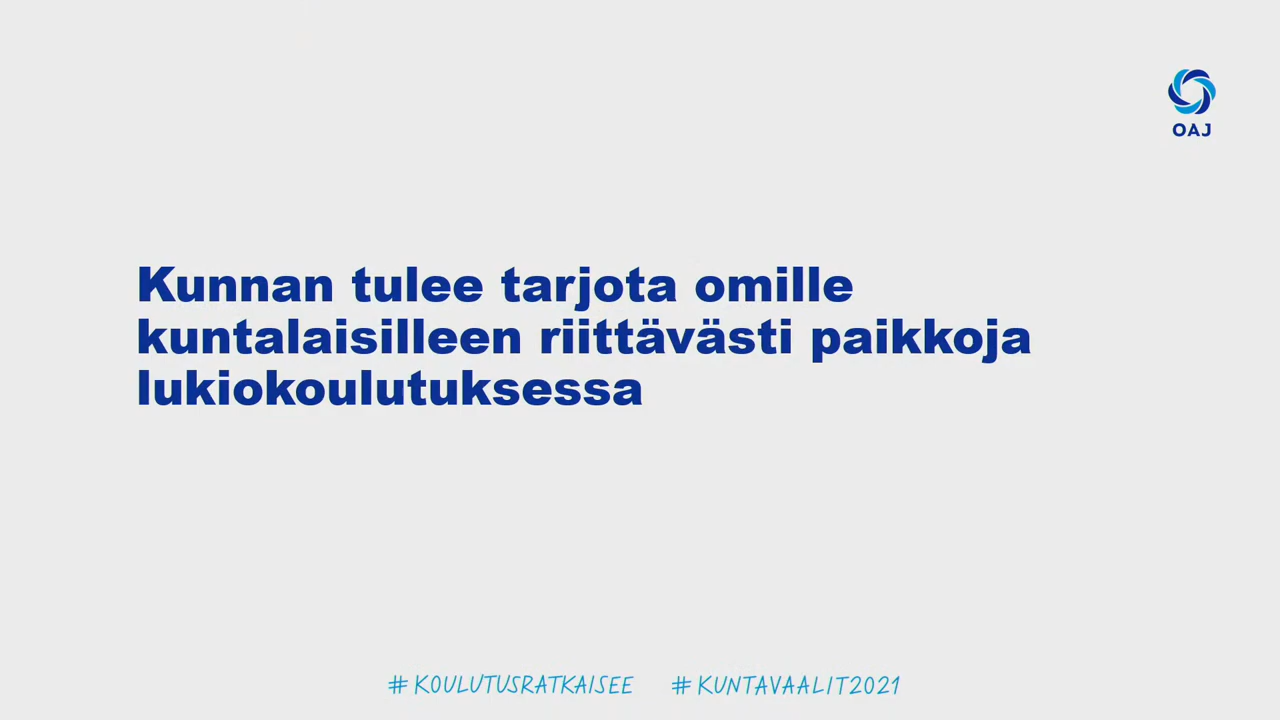 OAJ
Kunnan tulee tarjota omille
kuntalaisilleen riittävästi paikkoja
lukiokoulutuksessa
#KOULUTUSRATKAISEE #KUNTAVAALIT2021